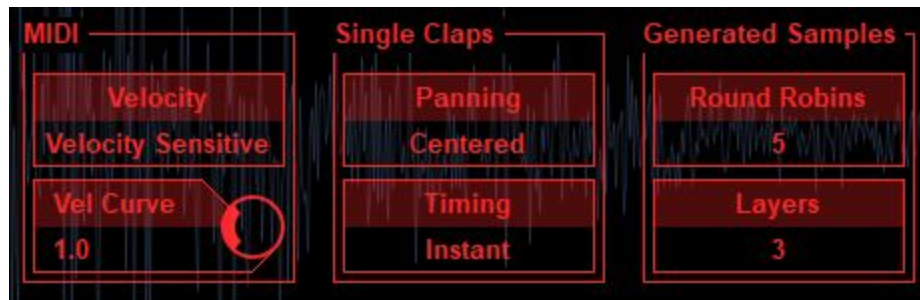 MIDI
Velocity
Velocity Sensitive
Vel Curve
1.0
Single Claps
Panning
Centered
Timing
Instant
Generated Samples
Round Robins
5
Layers
3